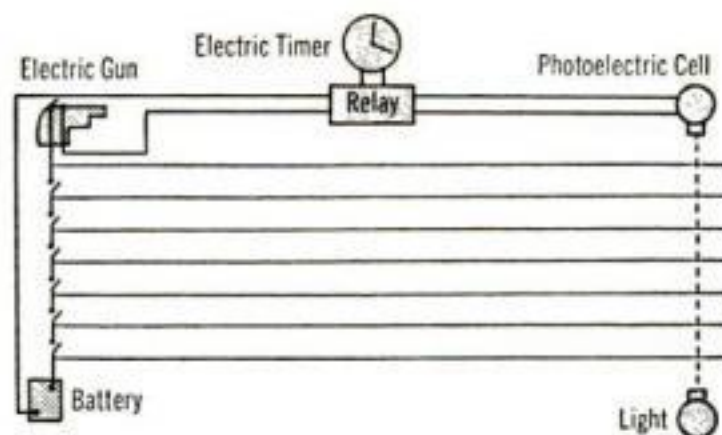 Electric Timer
Electric Gun
Photoelectric Cell
Relay
Battery
Light